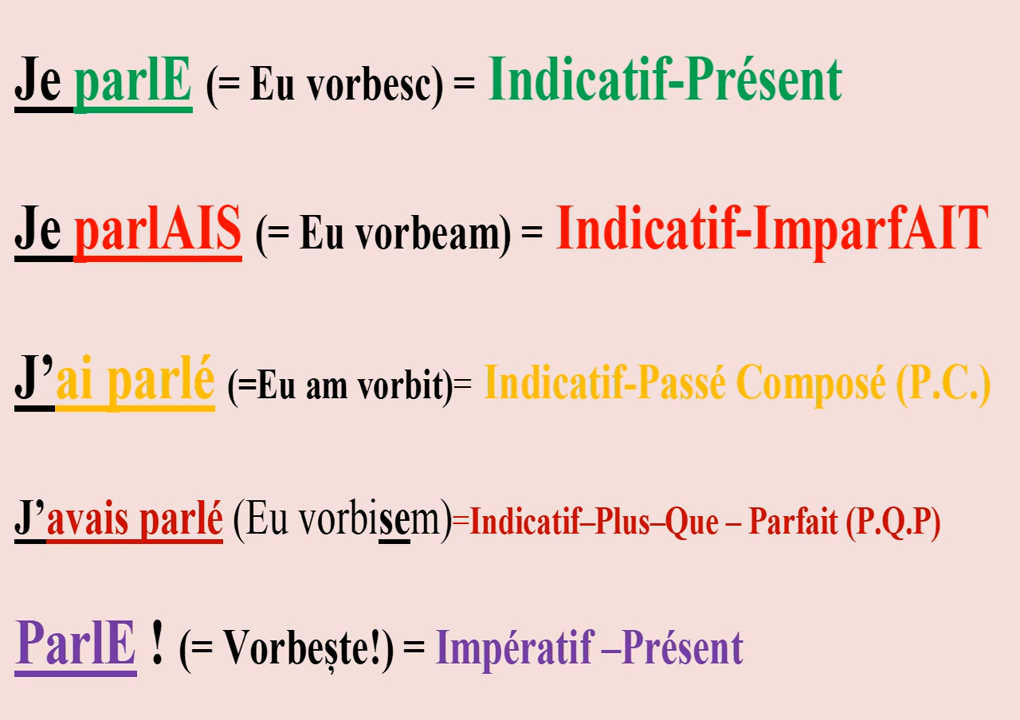 Je parlE (= Eu vorbesc) = Indicatif-Présent
Je parlAIS (= Eu vorbeam) = Indicatif-ImparfAIT
J’ai parlé (=Eu am vorbit)= Indicatif-Passé Composé (P.C.)
J’avais parlé (Eu vorbisem)=Indicatif–Plus–Que – Parfait (P.Q.P)
ParlE ! (= Vorbește!) = Impératif –Présent